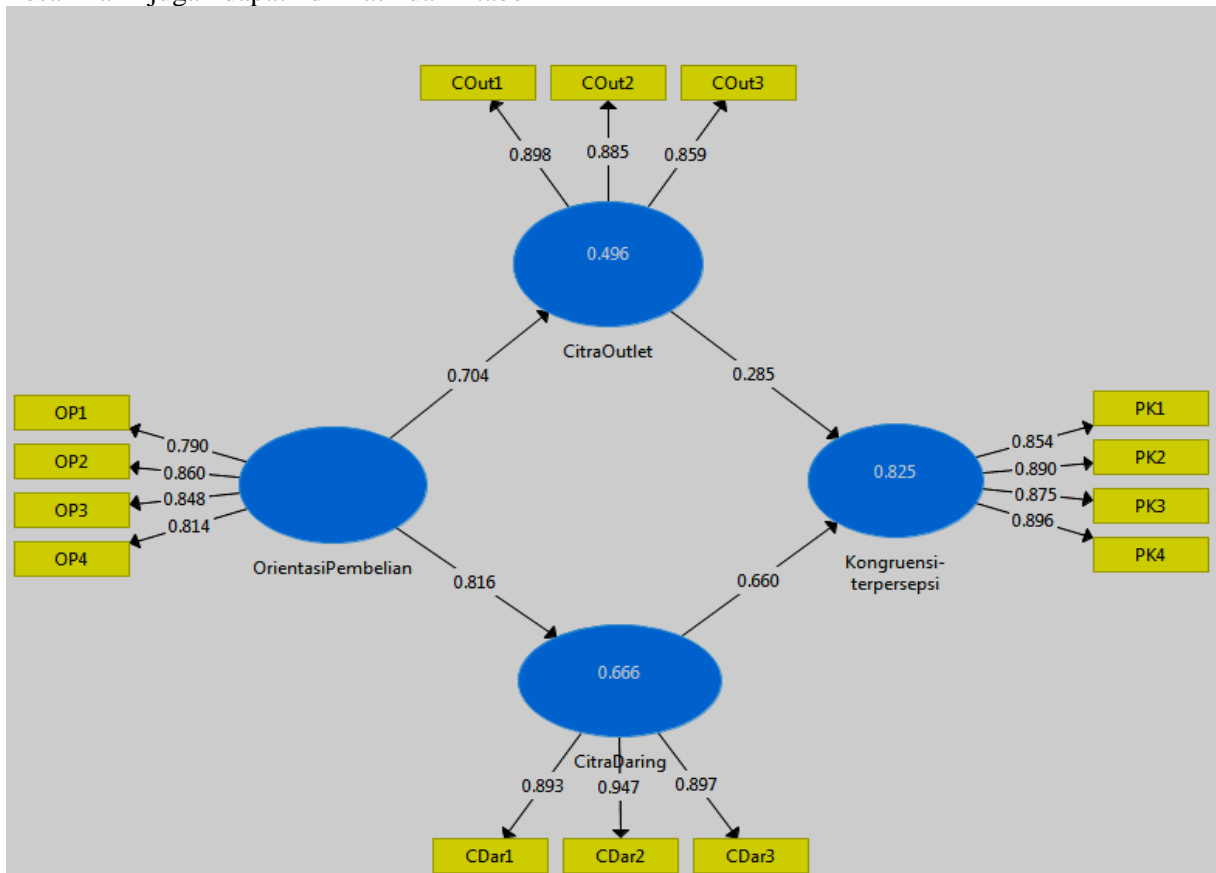 COut1 COut2 COut3
0.898 0.885 0.859
0.496
CitraOutlet
0.704 0.285
OP1
OP2
OP3
OP4
0.790
0.860
0.848
0.814
OrientasiPembelian
0.825
Kongruensi-
terpersepsi
0.854
0.890
0.875
0.896
PK1
PK2
PK3
PK4
0.816 0.660
0.666
CitraDaring
0.893 0.947 0.897
CDar1 CDar2 CDar3